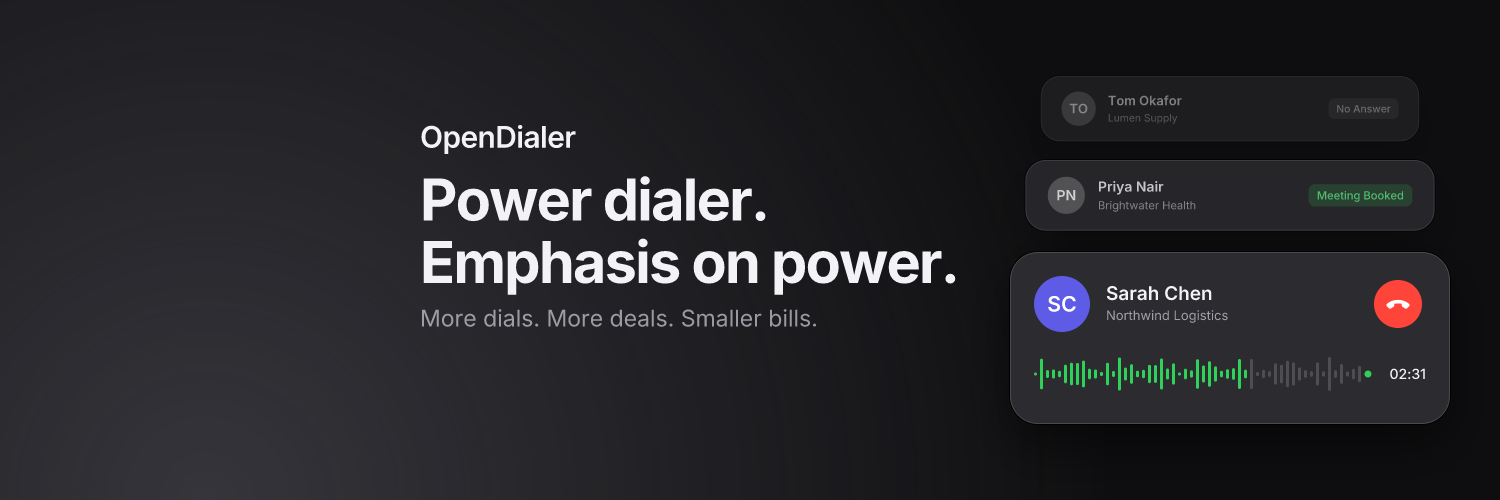 OpenDialer
Power dialer.
Emphasis on power.
More dials. More deals. Smaller bills.
TO
Tom Okafor
Lumen Supply
No Answer
PN
Priya Nair
Brightwater Health
Meeting Booked
SC
Sarah Chen
Northwind Logistics
02:31